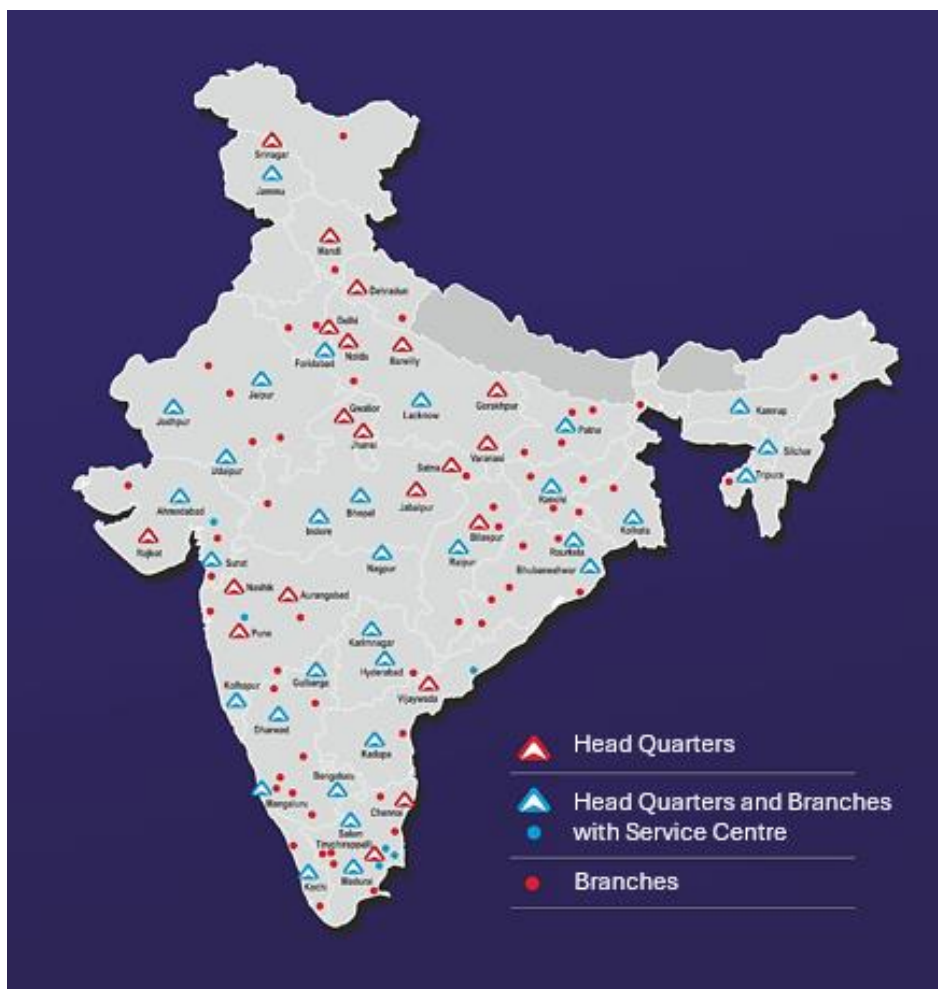 Srinagar
Jammu
Mandi
Dehradun
Delhi
Noida
Faridabad
Bareilly
Jaipur
Jodhpur
Lacknow
Gorakhpur
Kamrup
Gwalior
Jhansi
Patna
Varanasi
Silchar
Udaipur
Satna
Tripura
Ahmedabad
Bhopal
Jabalpur
Ranchi
Rajkot
Indore
Bilaspur
Kolkata
Surat
Nagpur
Raipur
Rourkela
Bhubaneshwar
Nashik
Aurangabad
Pune
Karimnagar
Hyderabad
Gulbarga
Kolhapur
Vijaywada
Dharwad
Kadapa
Bengaluru
Mangaluru
Chennai
Salem
Tiruchirappalli
Kochi
Madurai
Head Quarters
Head Quarters and Branches
with Service Centre
Branches